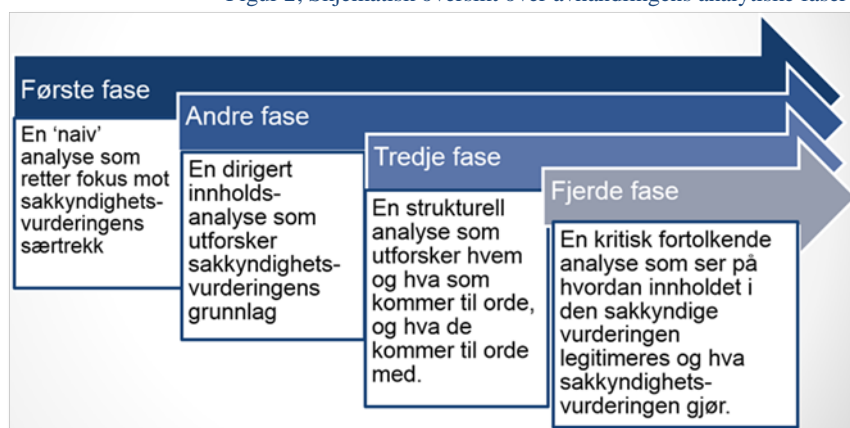 Figur 2, Skjematisk oversikt over avhandlingens analytiske faser
Første fase
En ‘naiv’
analyse som
retter fokus mot
sakkyndighets-
vurderingens
særtrekk
Andre fase
En dirigert
innholds-
analyse som
utforsker
sakkyndighets-
vurderingens
grunnlag
Tredje fase
En strukturell
analyse som
utforsker hvem
og hva som
kommer til orde,
og hva de
kommer til orde
med.
Fjerde fase
En kritisk fortolkende
analyse som ser på
hvordan innholdet i
den sakkyndige
vurderingen
legitimeres og hva
sakkyndighets-
vurderingen gjør.